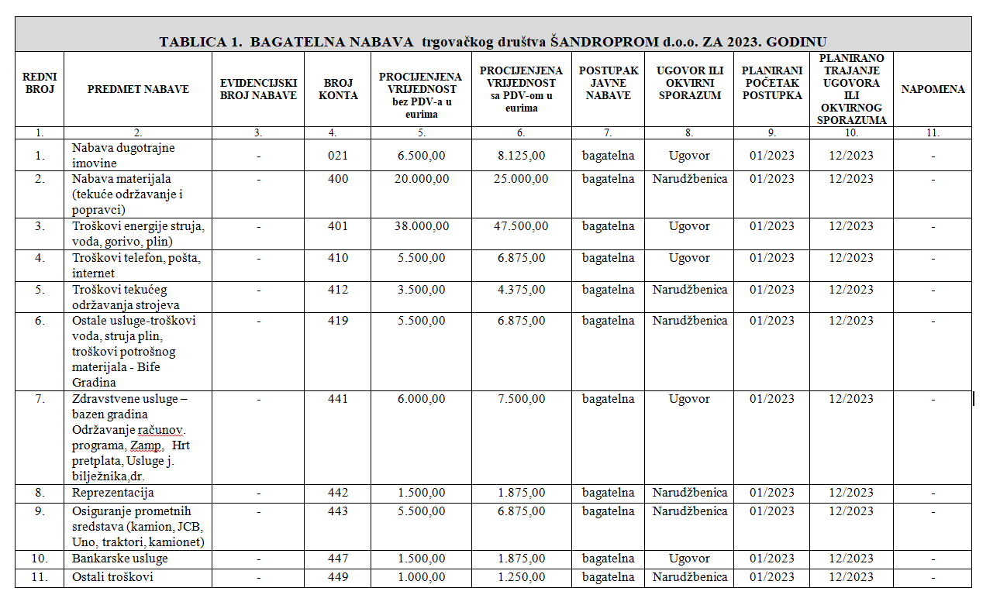 TABLICA 1. BAGATELNA NABAVA trgovačkog društva ŠANDROPROM d.o.o. ZA 2023. GODINU
REDNI
BROJ
PREDMET NABAVE
EVIDENCIJSKI
BROJ NABAVE
BROJ
KONTA
PROCIJENJENA
VRIJEDNOST
bez PDV-a u
eurima
PROCIJENJENA
VRIJEDNOST
sa PDV-om u
eurima
POSTUPAK
JAVNE
NABAVE
UGOVOR ILI
OKVIRNI
SPORAZUM
PLANIRANI
POČETAK
POSTUPKA
PLANIRANO
TRAJANJE
UGOVORA
ILI
OKVIRNOG
SPORAZUMA
NAPOMENA
1. 2. 3. 4. 5. 6. 7. 8. 9. 10. 11.
1. Nabava dugotrajne - 021 6.500,00 8.125,00 bagatelna Ugovor 01/2023 12/2023 -
imovine
2. Nabava materijala - 400 20.000,00 25.000,00 bagatelna Narudžbenica 01/2023 12/2023 -
(tekuće održavanje i
popravci)
3. Troškovi energije struja, - 401 38.000,00 47.500,00 bagatelna Ugovor 01/2023 12/2023 -
voda, gorivo, plin)
4. Troškovi telefon, pošta, - 410 5.500,00 6.875,00 bagatelna Ugovor 01/2023 12/2023 -
internet
5. Troškovi tekućeg - 412 3.500,00 4.375,00 bagatelna Narudžbenica 01/2023 12/2023 -
održavanja strojeva
6. Ostale usluge-troškovi - 419 5.500,00 6.875,00 bagatelna Narudžbenica 01/2023 12/2023 -
voda, struja plin,
troškovi potrošnog
materijala - Bife
Gradina
7. Zdravstvene usluge – - 441 6.000,00 7.500,00 bagatelna Ugovor 01/2023 12/2023 -
bazen gradina
Održavanje računov.
programa, Zamp, Hrt
pretplata, Usluge j.
bilježnika,dr.
8. Reprezentacija - 442 1.500,00 1.875,00 bagatelna Narudžbenica 01/2023 12/2023 -
9. Osiguranje prometnih - 443 5.500,00 6.875,00 bagatelna Narudžbenica 01/2023 12/2023 -
sredstava (kamion, JCB,
Uno, traktori, kamionet)
10. Bankarske usluge - 447 1.500,00 1.875,00 bagatelna Ugovor 01/2023 12/2023 -
11. Ostali troškovi - 449 1.000,00 1.250,00 bagatelna Narudžbenica 01/2023 12/2023 -